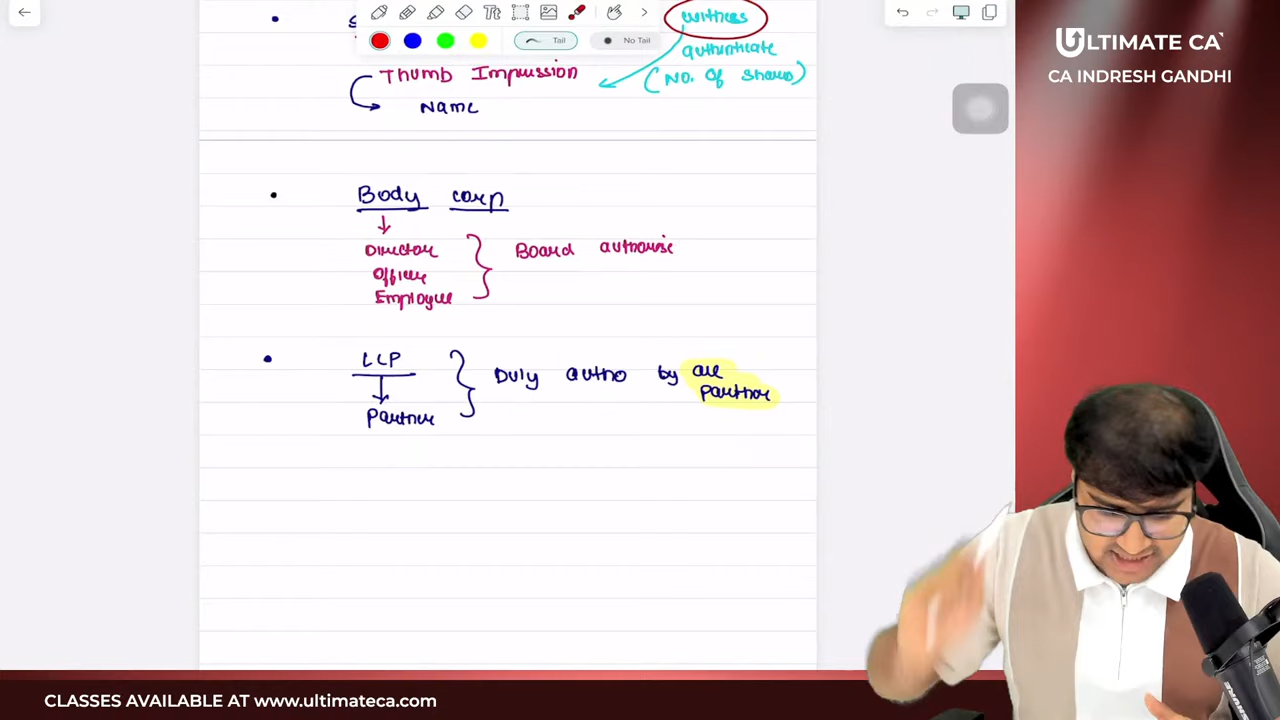 witness
authenticate
(No. of shares)
Tail
No Tail
Thumb Impression
Name
Body corp
Director
Officer
Employee
Board authorise
LLP
Partner
Duly autho by all
partner
ULTIMATE CA
CA INDRESH GANDHI
CLASSES AVAILABLE AT www.ultimateca.com